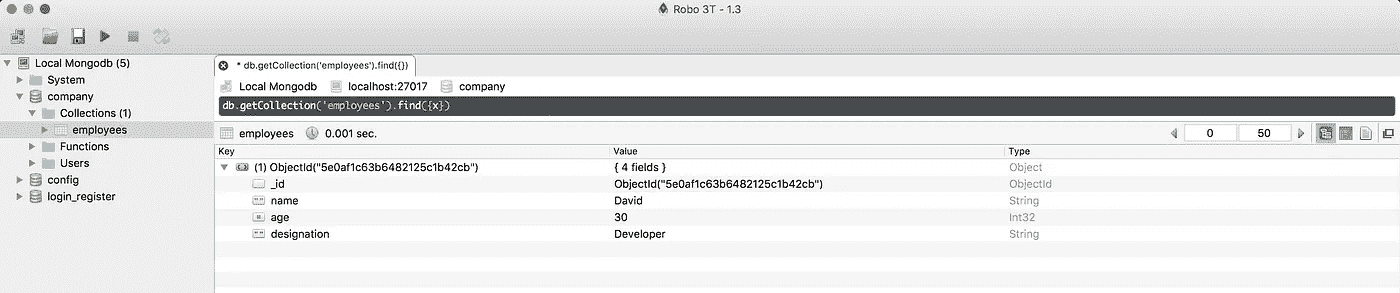 Robo 3T - 1.3
Local Mongodb (5)
System
company
Collections (1)
employees
Functions
Users
config
login_register
* db.getCollection('employees').find({})
Local Mongodb localhost:27017 company
db.getCollection('employees').find({x})
employees 0.001 sec. 0 50
Key Value Type
(1) ObjectId("5e0af1c63b6482125c1b42cb") { 4 fields } Object
_id ObjectId("5e0af1c63b6482125c1b42cb") ObjectId
name David String
age 30 Int32
designation Developer String